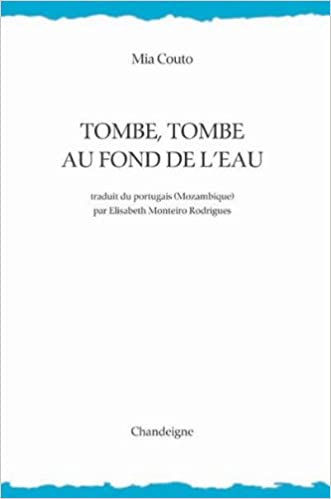 Mia Couto
TOMBE, TOMBE
AU FOND DE L'EAU
traduit du portugais (Mozambique)
par Elisabeth Monteiro Rodrigues
Chandeigne